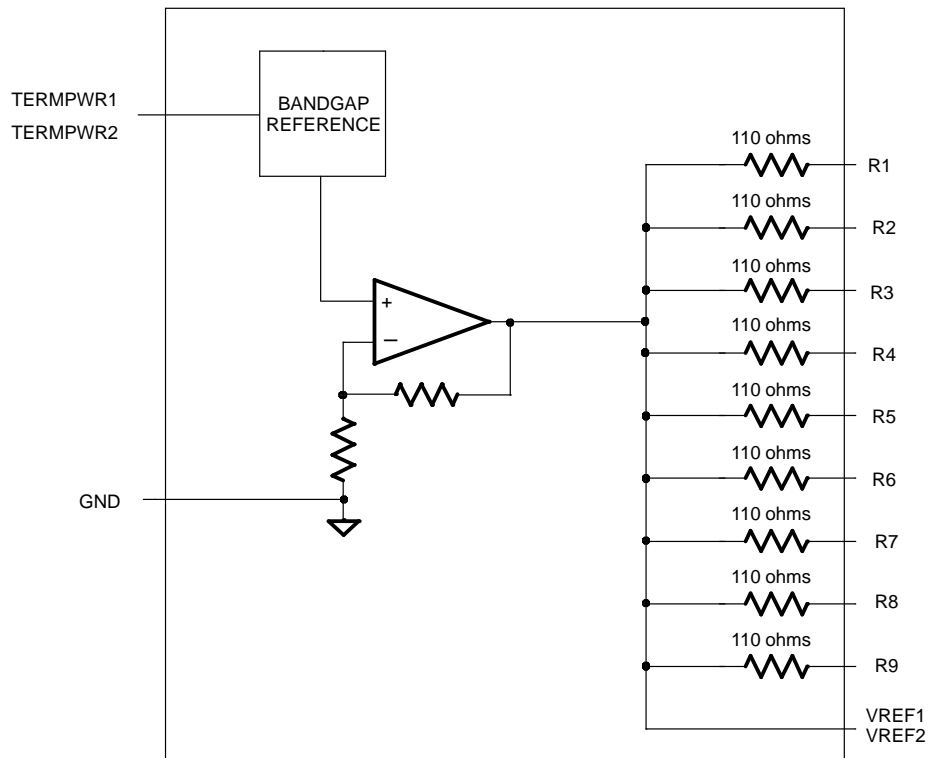 TERMPWR1
TERMPWR2
BANDGAP
REFERENCE
+
−
GND
110 ohms
R1
110 ohms
R2
110 ohms
R3
110 ohms
R4
110 ohms
R5
110 ohms
R6
110 ohms
R7
110 ohms
R8
110 ohms
R9
VREF1
VREF2